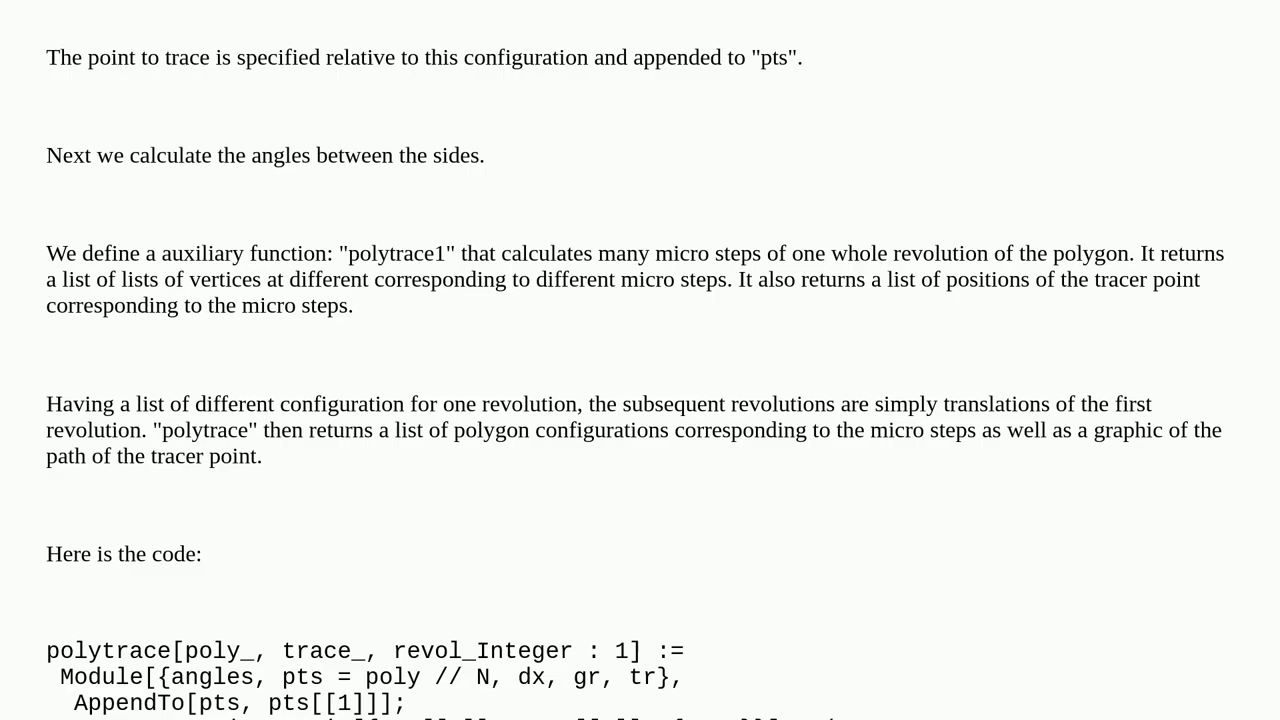 The point to trace is specified relative to this configuration and appended to "pts".
Next we calculate the angles between the sides.
We define a auxiliary function: "polytrace1" that calculates many micro steps of one whole revolution of the polygon. It returns
a list of lists of vertices at different corresponding to different micro steps. It also returns a list of positions of the tracer point
corresponding to the micro steps.
Having a list of different configuration for one revolution, the subsequent revolutions are simply translations of the first
revolution. "polytrace" then returns a list of polygon configurations corresponding to the micro steps as well as a graphic of the
path of the tracer point.
Here is the code:
polytrace[poly_, trace_, revol_Integer : 1] :=
 Module[{angles, pts = poly // N, dx, gr, tr},
  AppendTo[pts, pts[[1]]];